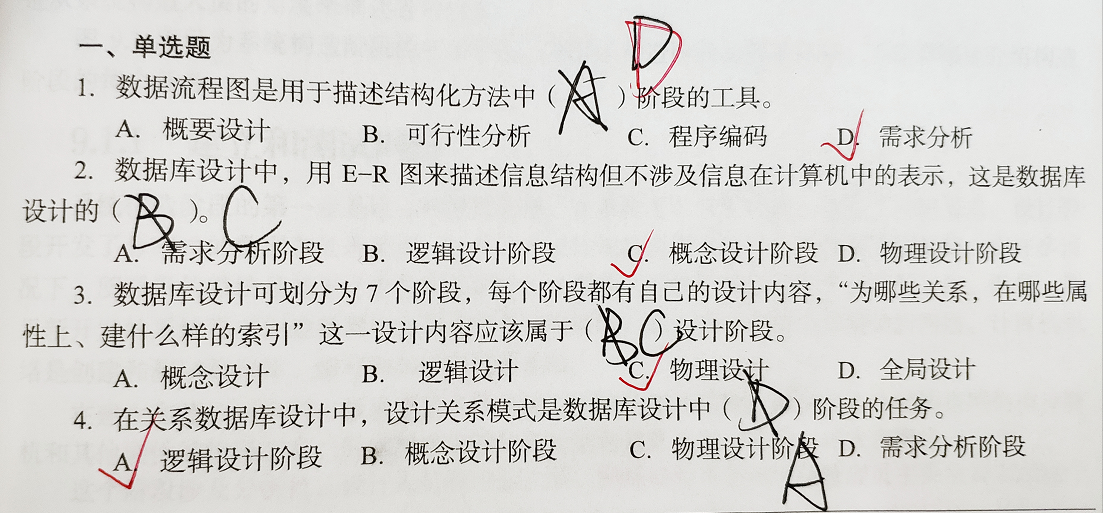 一、单选题
D
1. 数据流程图是用于描述结构化方法中（A）阶段的工具。
A. 概要设计 B. 可行性分析 C. 程序编码 D. 需求分析
2. 数据库设计中，用 E-R 图来描述信息结构但不涉及信息在计算机中的表示，这是数据库
设计的（B）。C
A. 需求分析阶段 B. 逻辑设计阶段 C. 概念设计阶段 D. 物理设计阶段
3. 数据库设计可划分为 7 个阶段，每个阶段都有自己的设计内容，“为哪些关系，在哪些属
性上、建什么样的索引”这一设计内容应该属于（B C）设计阶段。
A. 概念设计 B. 逻辑设计 C. 物理设计 D. 全局设计
4. 在关系数据库设计中，设计关系模式是数据库设计中（D）阶段的任务。
A. 逻辑设计阶段 B. 概念设计阶段 C. 物理设计阶段 D. 需求分析阶段
A